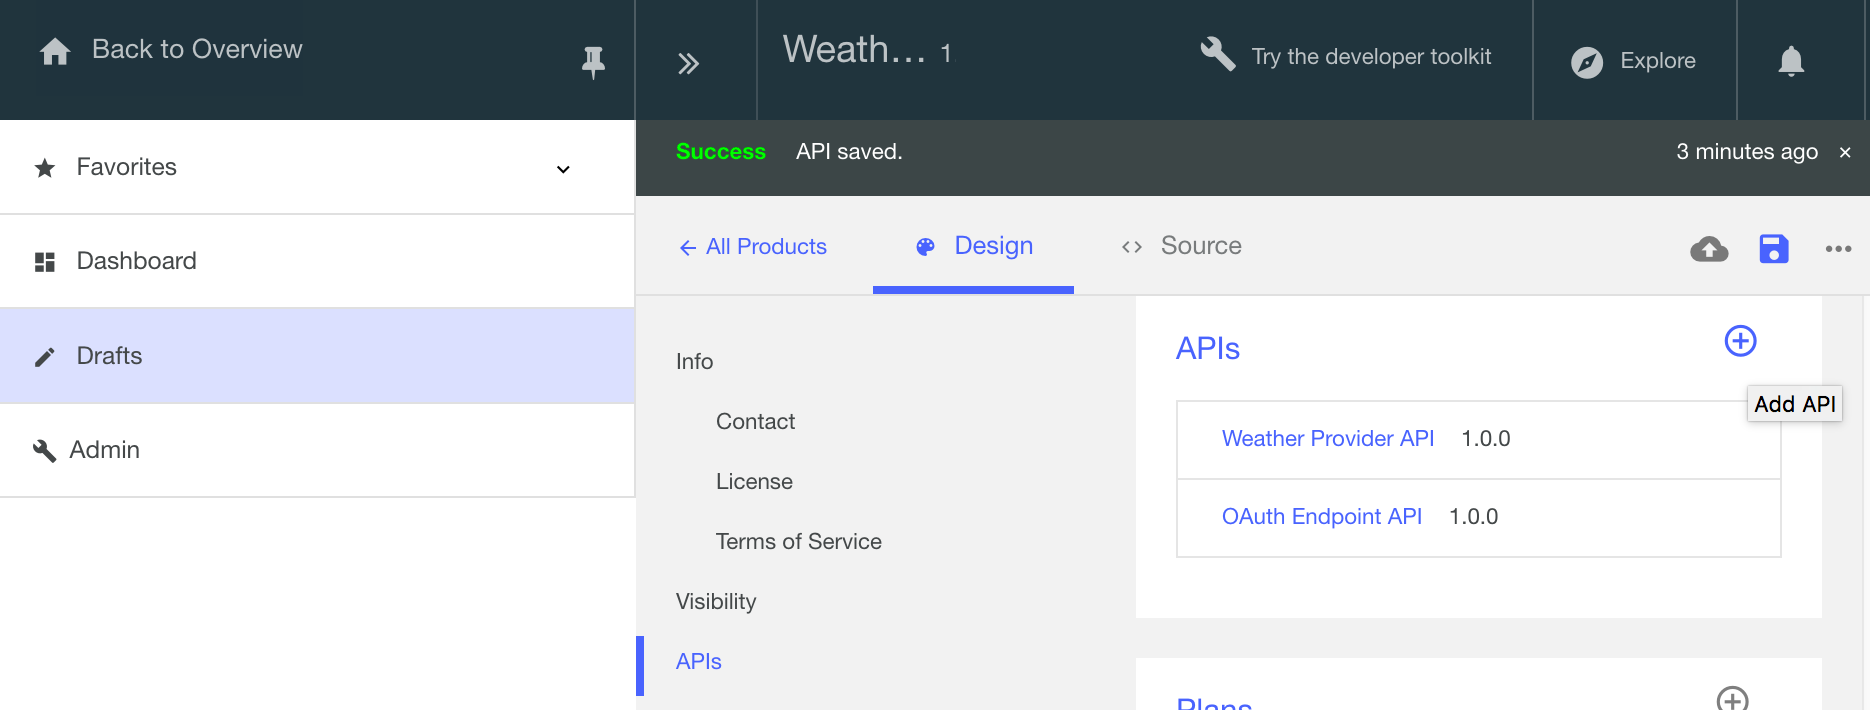 Back to Overview
Weath... 1
Try the developer toolkit
Explore
Favorites
Success API saved.
3 minutes ago ×
Dashboard
← All Products
Design
<> Source
Drafts
Admin
Info
Contact
License
Terms of Service
Visibility
APIs
APIs
Add API
Weather Provider API 1.0.0
OAuth Endpoint API 1.0.0
Plans